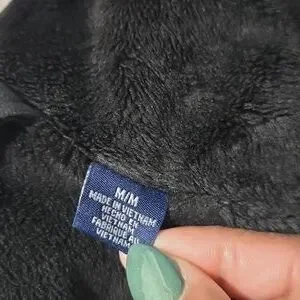 M/M
MADE IN VIETNAM
HECHO EN
VIETNAM
FABRIQUÉ AU
VIETNAM